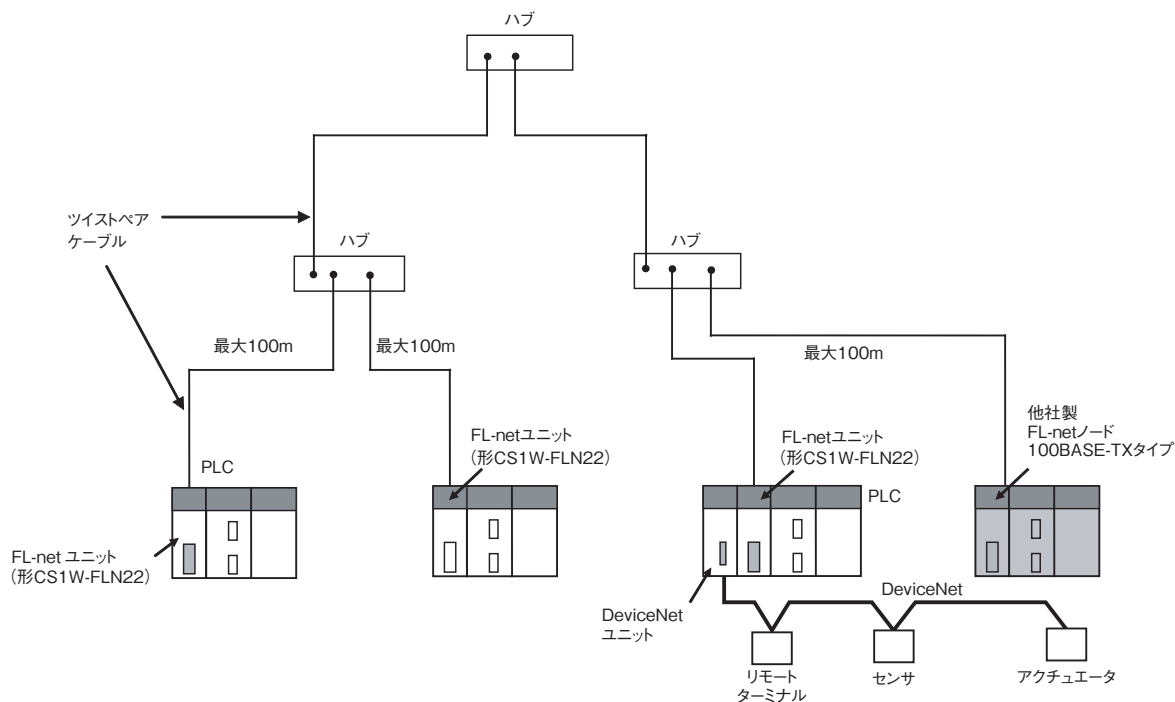 ハブ
ツイストペア
ケーブル
ハブ
ハブ
最大100m
最大100m
最大100m
PLC
FL-netユニット
(形CS1W-FLN22)
FL-netユニット
(形CS1W-FLN22)
他社製
FL-netノード
100BASE-TXタイプ
PLC
FL-net ユニット
(形CS1W-FLN22)
DeviceNet
ユニット
DeviceNet
リモート
ターミナル
センサ
アクチュエータ